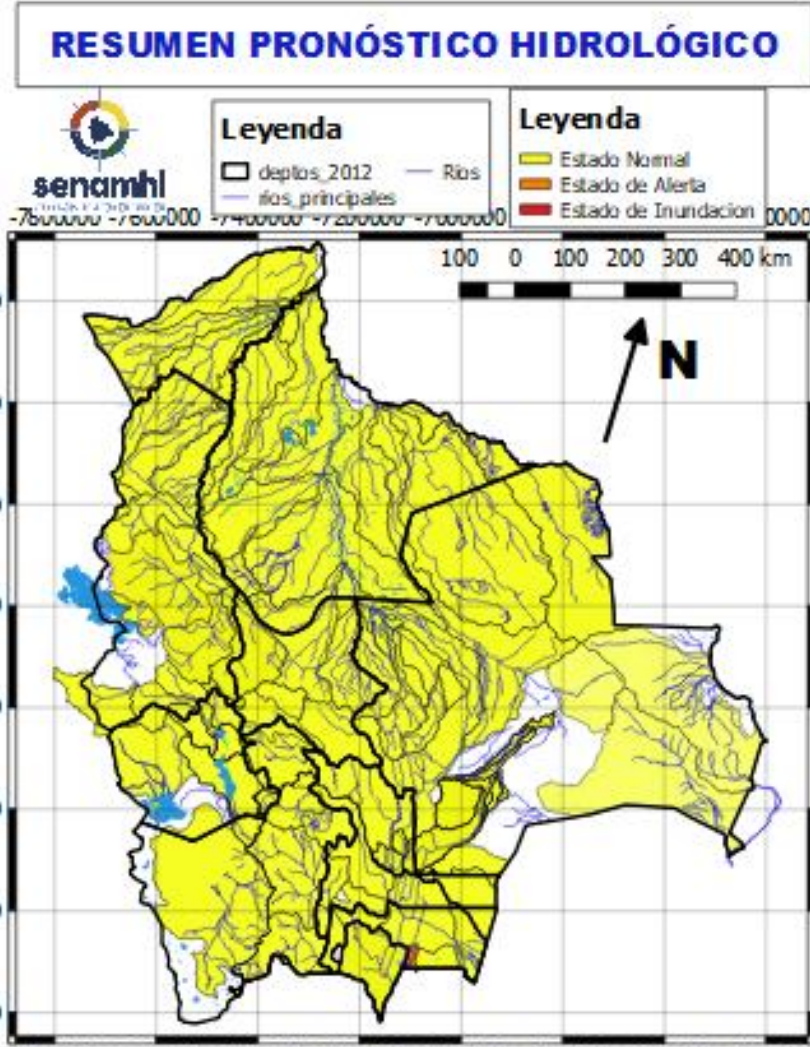 RESUMEN PRONÓSTICO HIDROLÓGICO
senamhi
Leyenda
deptos_2012
Rios
rios_principales
Leyenda
Estado Normal
Estado de Alerta
Estado de Inundacion
-7800000 -7600000 -7400000 -7200000 -7000000
100 0 100 200 300 400 km
N